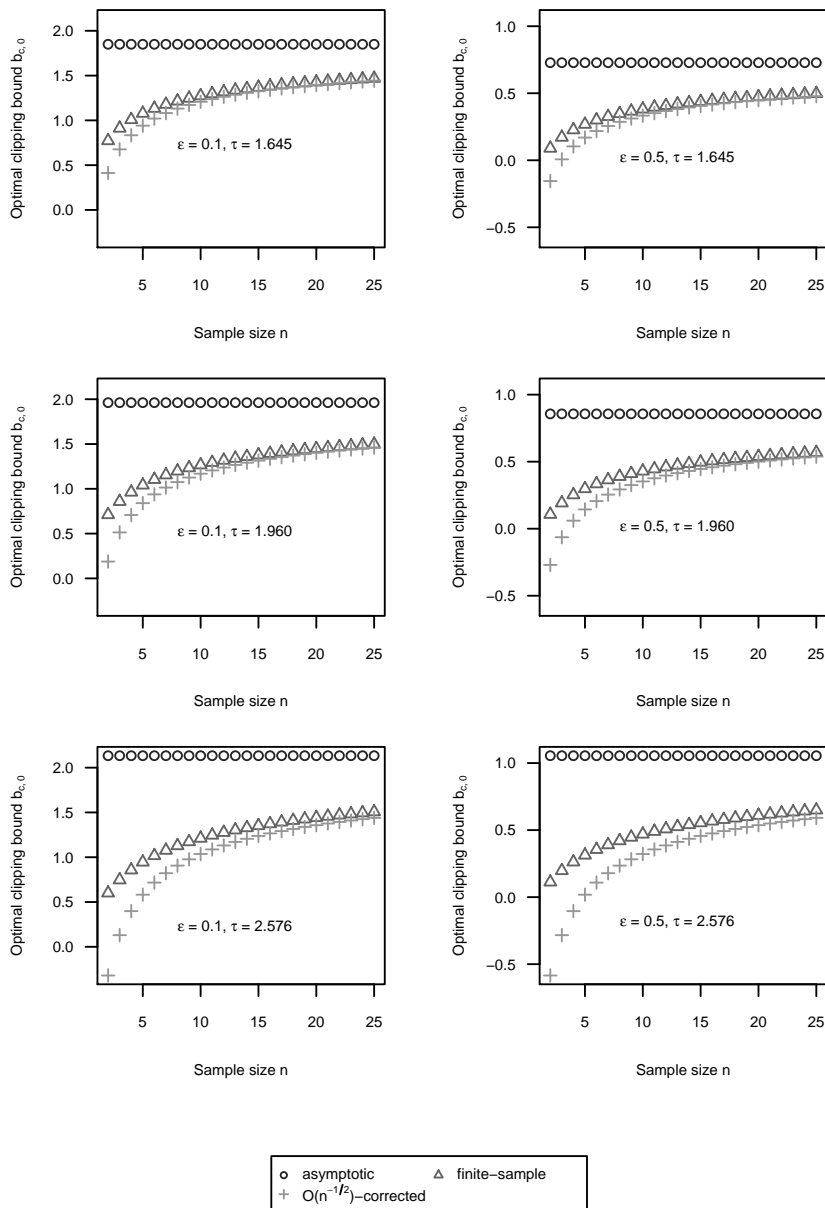 Optimal clipping bound b_{c, 0}
2.0
1.5
1.0
0.5
0.0
ε = 0.1, τ = 1.645
5 10 15 20 25
Sample size n
Optimal clipping bound b_{c, 0}
1.0
0.5
0.0
−0.5
ε = 0.5, τ = 1.645
5 10 15 20 25
Sample size n
Optimal clipping bound b_{c, 0}
2.0
1.5
1.0
0.5
0.0
ε = 0.1, τ = 1.960
5 10 15 20 25
Sample size n
Optimal clipping bound b_{c, 0}
1.0
0.5
0.0
−0.5
ε = 0.5, τ = 1.960
5 10 15 20 25
Sample size n
Optimal clipping bound b_{c, 0}
2.0
1.5
1.0
0.5
0.0
ε = 0.1, τ = 2.576
5 10 15 20 25
Sample size n
Optimal clipping bound b_{c, 0}
1.0
0.5
0.0
−0.5
ε = 0.5, τ = 2.576
5 10 15 20 25
Sample size n
asymptotic finite−sample
O(n^{−1/2})−corrected